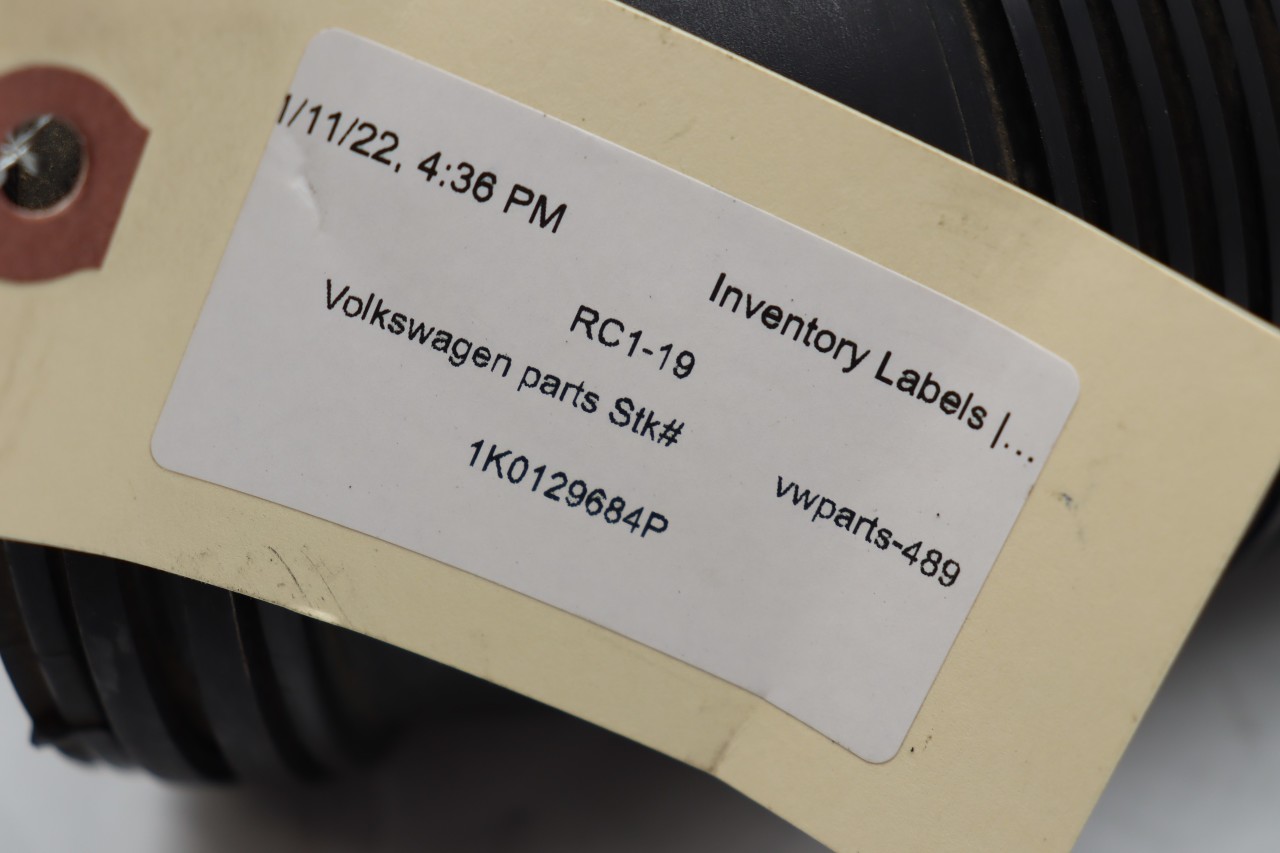 1/11/22, 4:36 PM
Inventory Labels |...
RC1-19
Volkswagen parts Stk#
vwparts-489
1K0129684P